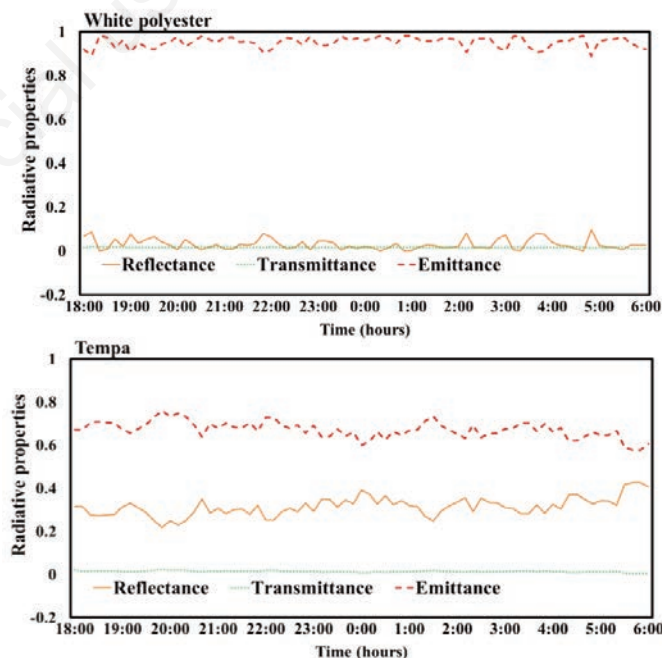 White polyester
Radiative properties
1
0.8
0.6
0.4
0.2
0
-0.2
Reflectance Transmittance Emittance
18:00 19:00 20:00 21:00 22:00 23:00 0:00 1:00 2:00 3:00 4:00 5:00 6:00
Time (hours)
Tempa
Radiative properties
1
0.8
0.6
0.4
0.2
0
-0.2
Reflectance Transmittance Emittance
18:00 19:00 20:00 21:00 22:00 23:00 0:00 1:00 2:00 3:00 4:00 5:00 6:00
Time (hours)